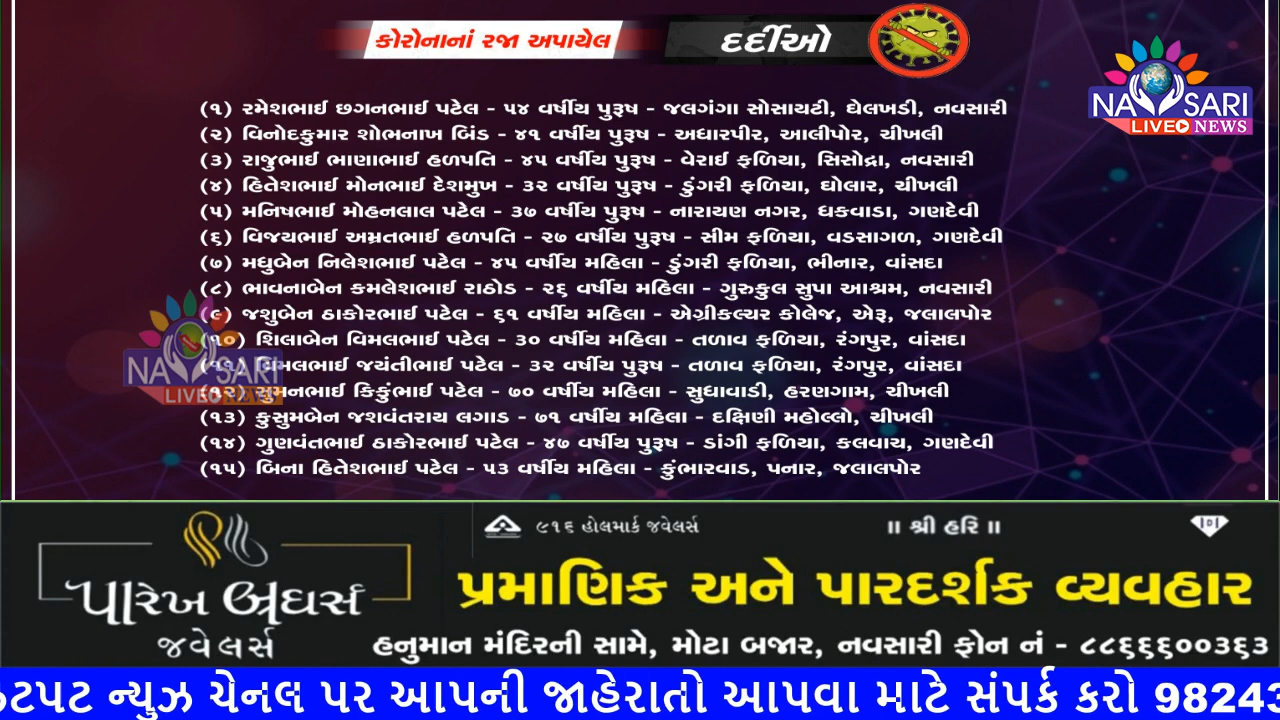 કોરોનાનાં રજા અપાયેલ દર્દીઓ
NAVSARI
LIVE NEWS
(૧) રમેશભાઈ છગનભાઈ પટેલ - ૫૪ વર્ષીય પુરૂષ - જલગંગા સોસાયટી, ઘેલખડી, નવસારી
(૨) વિનોદકુમાર શોભનાખ બિંડ - ૪૧ વર્ષીય પુરૂષ - અધારપીર, આલીપોર, ચીખલી
(૩) રાજુભાઈ ભાણાભાઈ હળપતિ - ૪૫ વર્ષીય પુરૂષ - વેરાઈ ફળિયા, સિસોદ્રા, નવસારી
(૪) હિતેશભાઈ મોનભાઈ દેશમુખ - ૩૨ વર્ષીય પુરૂષ - ડુંગરી ફળિયા, ઘોલાર, ચીખલી
(૫) મનિષભાઈ મોહનલાલ પટેલ - ૩૭ વર્ષીય પુરૂષ - નારાયણ નગર, ધકવાડા, ગણદેવી
(૬) વિજયભાઈ અમ્રતભાઈ હળપતિ - ૨૭ વર્ષીય પુરૂષ - સીમ ફળિયા, વડસાગળ, ગણદેવી
(૭) મધુબેન નિલેશભાઈ પટેલ - ૪૫ વર્ષીય મહિલા - ડુંગરી ફળિયા, ભીનાર, વાંસદા
(૮) ભાવનાબેન કમલેશભાઈ રાઠોડ - ૨૬ વર્ષીય મહિલા - ગુરુકુલ સુપા આશ્રમ, નવસારી
(૯) જશુબેન ઠાકોરભાઈ પટેલ - ૬૧ વર્ષીય મહિલા - એગ્રીકલ્ચર કોલેજ, એરૂ, જલાલપોર
(૧૦) શિલાબેન વિમલભાઈ પટેલ - ૩૦ વર્ષીય મહિલા - તળાવ ફળિયા, રંગપુર, વાંસદા
(૧૧) વિમલભાઈ જયંતીભાઈ પટેલ - ૩૨ વર્ષીય પુરૂષ - તળાવ ફળિયા, રંગપુર, વાંસદા
(૧૨) સુમનભાઈ કિકુંભાઈ પટેલ - ૭૦ વર્ષીય મહિલા - સુધાવાડી, હરણગામ, ચીખલી
(૧૩) કુસુમબેન જશવંતરાય લગાડ - ૭૧ વર્ષીય મહિલા - દક્ષિણી મહોલ્લો, ચીખલી
(૧૪) ગુણવંતભાઈ ઠાકોરભાઈ પટેલ - ૪૭ વર્ષીય પુરૂષ - ડાંગી ફળિયા, કલવાચ, ગણદેવી
(૧૫) બિના હિતેશભાઈ પટેલ - ૫૩ વર્ષીય મહિલા - કુંભારવાડ, પનાર, જલાલપોર
NAVSARI
LIVE NEWS
૯૧૬ હોલમાર્ક જવેલર્સ ॥ શ્રી હરિ ॥
પારેખ બ્રધર્સ
જવેલર્સ
પ્રમાણિક અને પારદર્શક વ્યવહાર
હનુમાન મંદિરની સામે, મોટા બજાર, નવસારી ફોન નં - ૮૮૬૬૬૦૦૩૬૩
ટપટ ન્યુઝ ચેનલ પર આપની જાહેરાતો આપવા માટે સંપર્ક કરો 98243